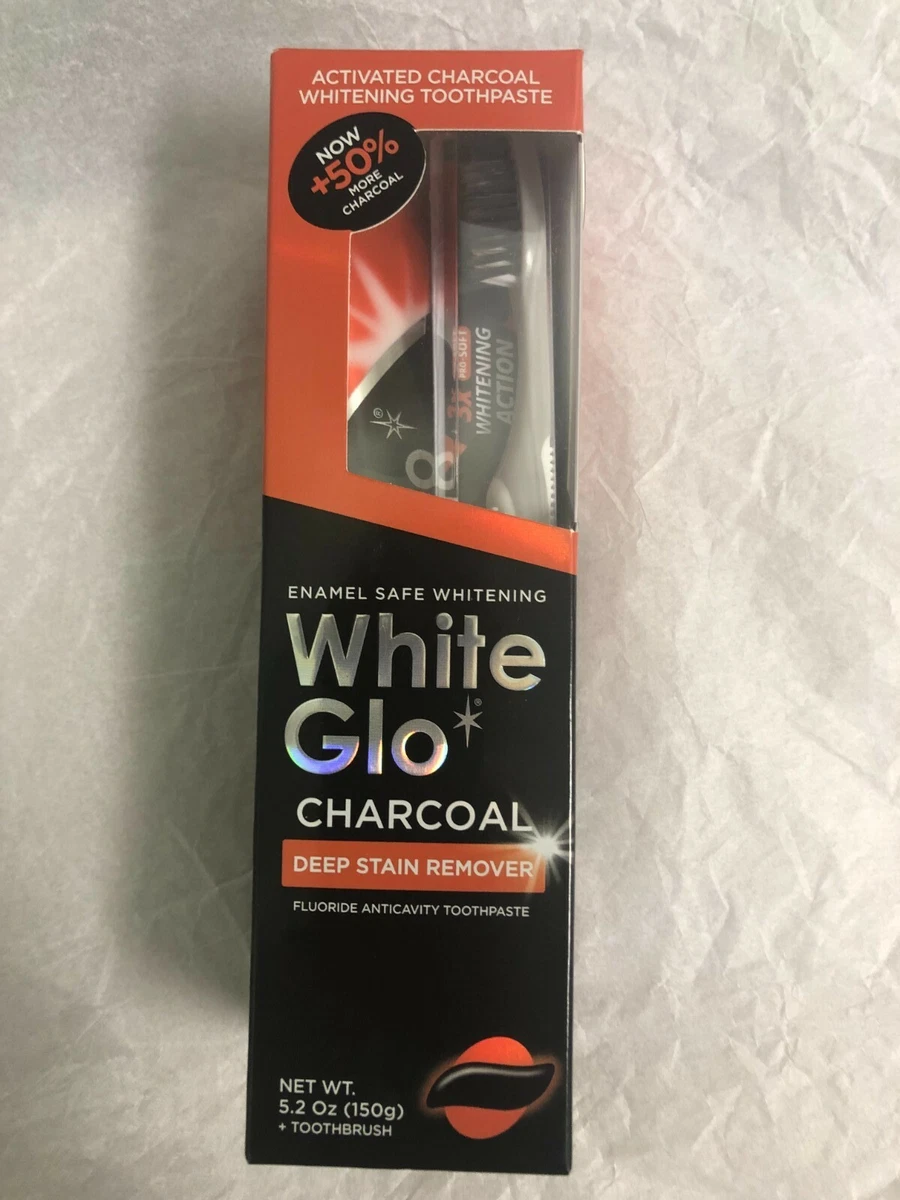 ACTIVATED CHARCOAL
WHITENING TOOTHPASTE
NOW
+50%
MORE
CHARCOAL
3X PRO-SOFT
WHITENING
ACTION
®
&
ENAMEL SAFE WHITENING
White
Glo®
CHARCOAL
DEEP STAIN REMOVER
FLUORIDE ANTICAVITY TOOTHPASTE
NET WT.
5.2 Oz (150g)
+ TOOTHBRUSH